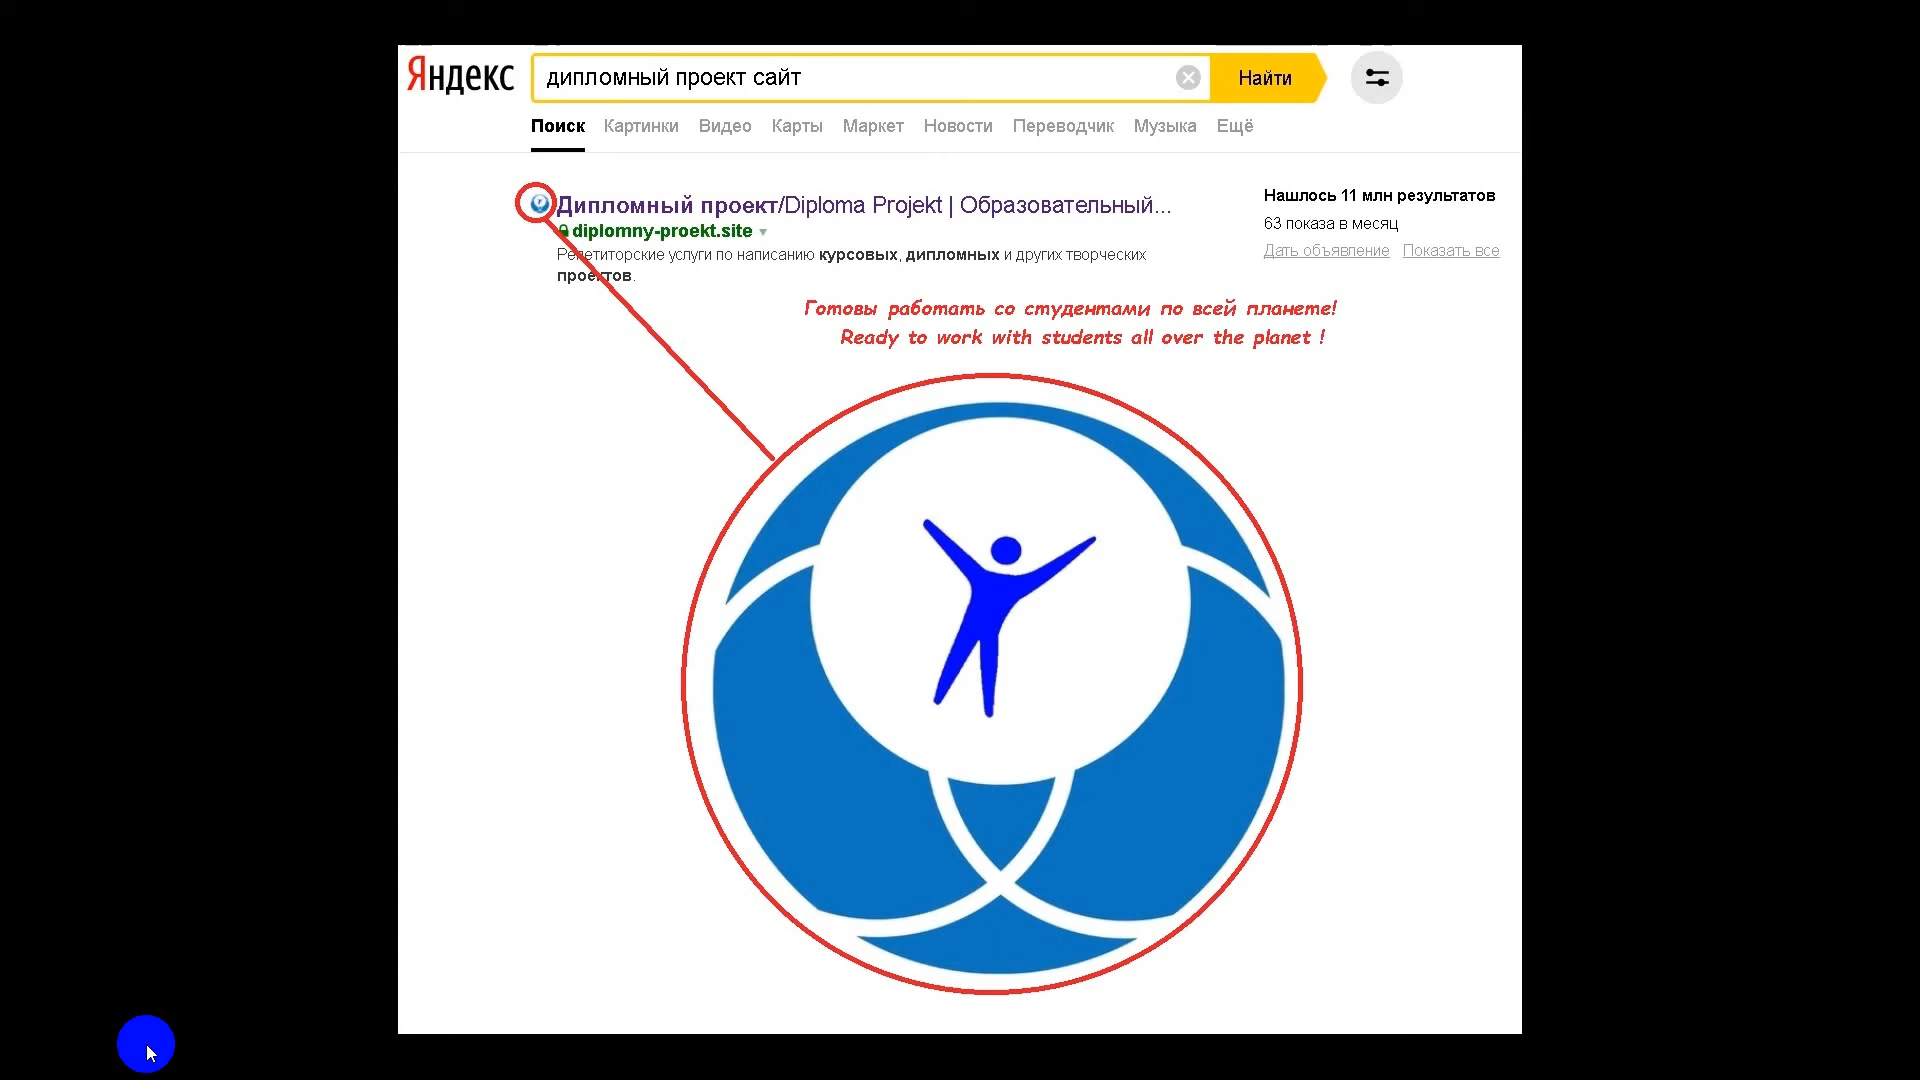 Яндекс
дипломный проект сайт
Найти
Поиск Картинки Видео Карты Маркет Новости Переводчик Музыка Ещё
Дипломный проект/Diploma Projekt | Образовательный...
diplomny-proekt.site
Репетиторские услуги по написанию курсовых, дипломных и других творческих
проектов.
Нашлось 11 млн результатов
63 показа в месяц
Дать объявление Показать все
Готовы работать со студентами по всей планете!
Ready to work with students all over the planet !